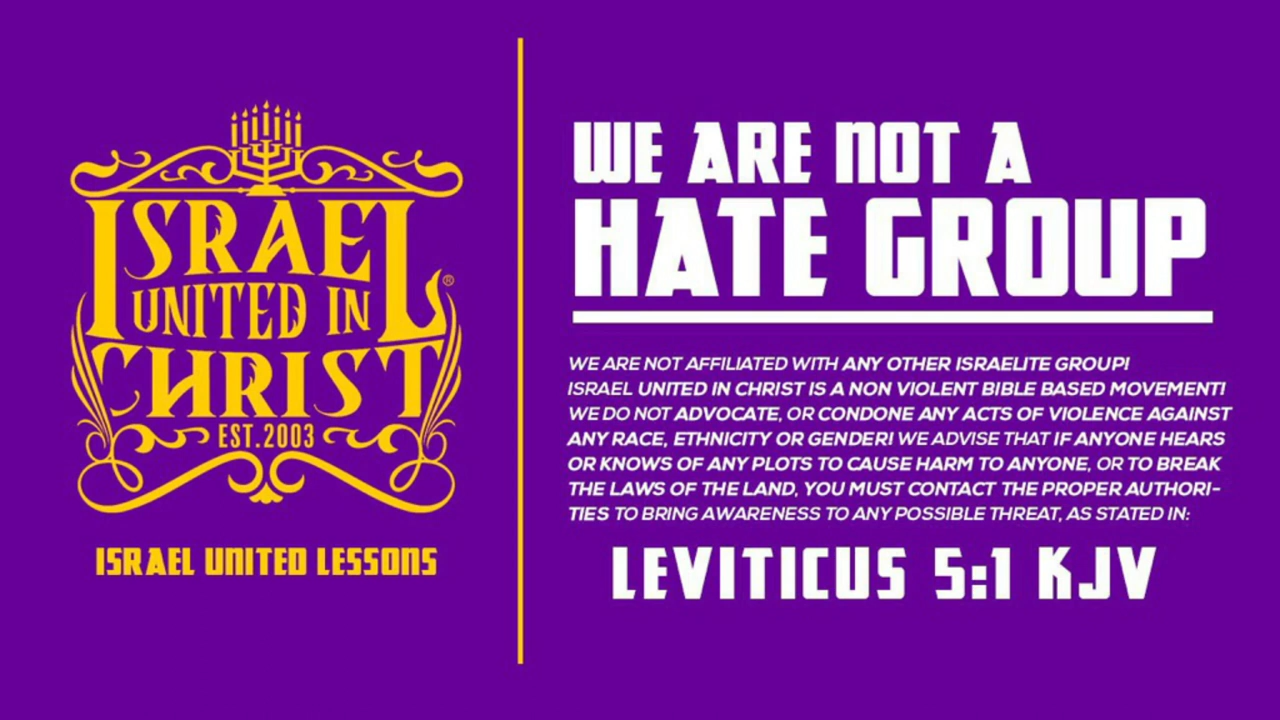 ISRAEL
UNITED IN
CHRIST
EST.2003
®
ISRAEL UNITED LESSONS
WE ARE NOT A
HATE GROUP
WE ARE NOT AFFILIATED WITH ANY OTHER ISRAELITE GROUP!
ISRAEL UNITED IN CHRIST IS A NON VIOLENT BIBLE BASED MOVEMENT!
WE DO NOT ADVOCATE, OR CONDONE ANY ACTS OF VIOLENCE AGAINST
ANY RACE, ETHNICITY OR GENDER! WE ADVISE THAT IF ANYONE HEARS
OR KNOWS OF ANY PLOTS TO CAUSE HARM TO ANYONE, OR TO BREAK
THE LAWS OF THE LAND, YOU MUST CONTACT THE PROPER AUTHORI-
TIES TO BRING AWARENESS TO ANY POSSIBLE THREAT, AS STATED IN:
LEVITICUS 5:1 KJV